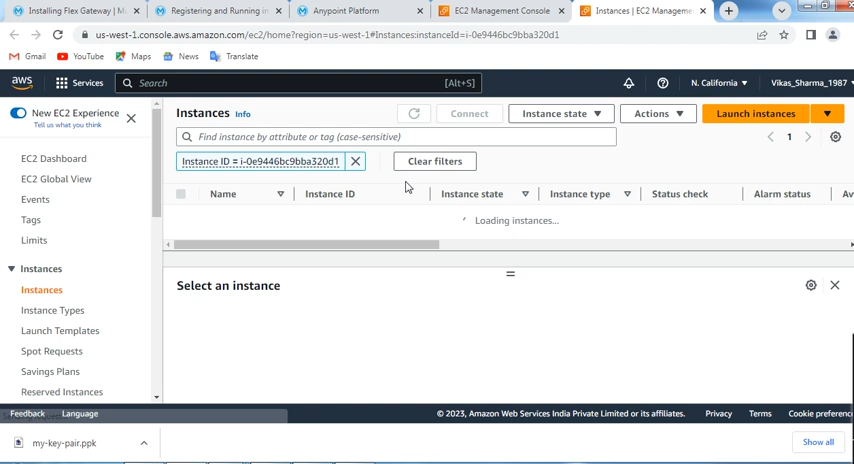 Installing Flex Gateway | M
Registering and Running in
Anypoint Platform
EC2 Management Console
Instances | EC2 Manageme
us-west-1.console.aws.amazon.com/ec2/home?region=us-west-1#Instances:instanceId=i-0e9446bc9bba320d1
Gmail
YouTube
Maps
News
Translate
aws
Services
Search
[Alt+S]
N. California
Vikas_Sharma_1987
New EC2 Experience
Tell us what you think
EC2 Dashboard
EC2 Global View
Events
Tags
Limits
Instances
Instances
Instance Types
Launch Templates
Spot Requests
Savings Plans
Reserved Instances
Instances Info
Connect
Instance state
Actions
Launch instances
Find instance by attribute or tag (case-sensitive)
1
Instance ID = i-0e9446bc9bba320d1
Clear filters
Name
Instance ID
Instance state
Instance type
Status check
Alarm status
Av
Loading instances...
Select an instance
Feedback
Language
© 2023, Amazon Web Services India Private Limited or its affiliates.
Privacy
Terms
Cookie preferenc
my-key-pair.ppk
Show all